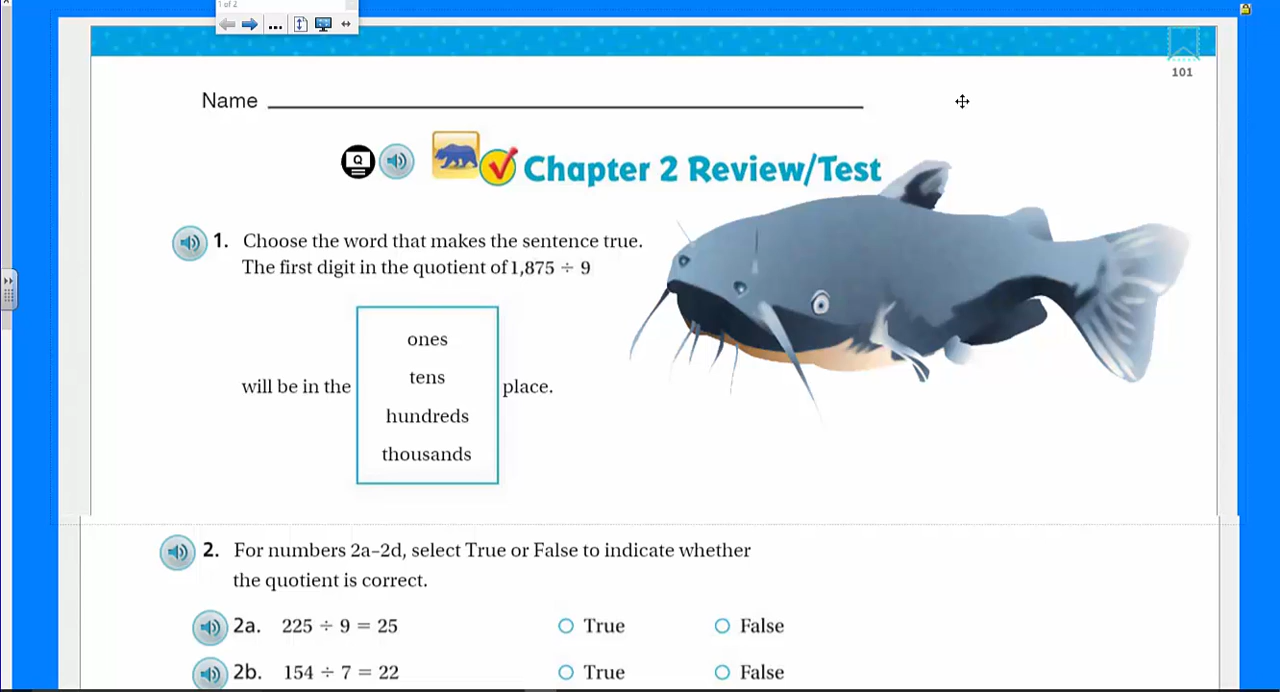 1 of 2
...
101
Name
Q
Chapter 2 Review/Test
1. Choose the word that makes the sentence true.
The first digit in the quotient of 1,875 ÷ 9
ones
tens
will be in the place.
hundreds
thousands
2. For numbers 2a–2d, select True or False to indicate whether
the quotient is correct.
2a. 225 ÷ 9 = 25 True False
2b. 154 ÷ 7 = 22 True False